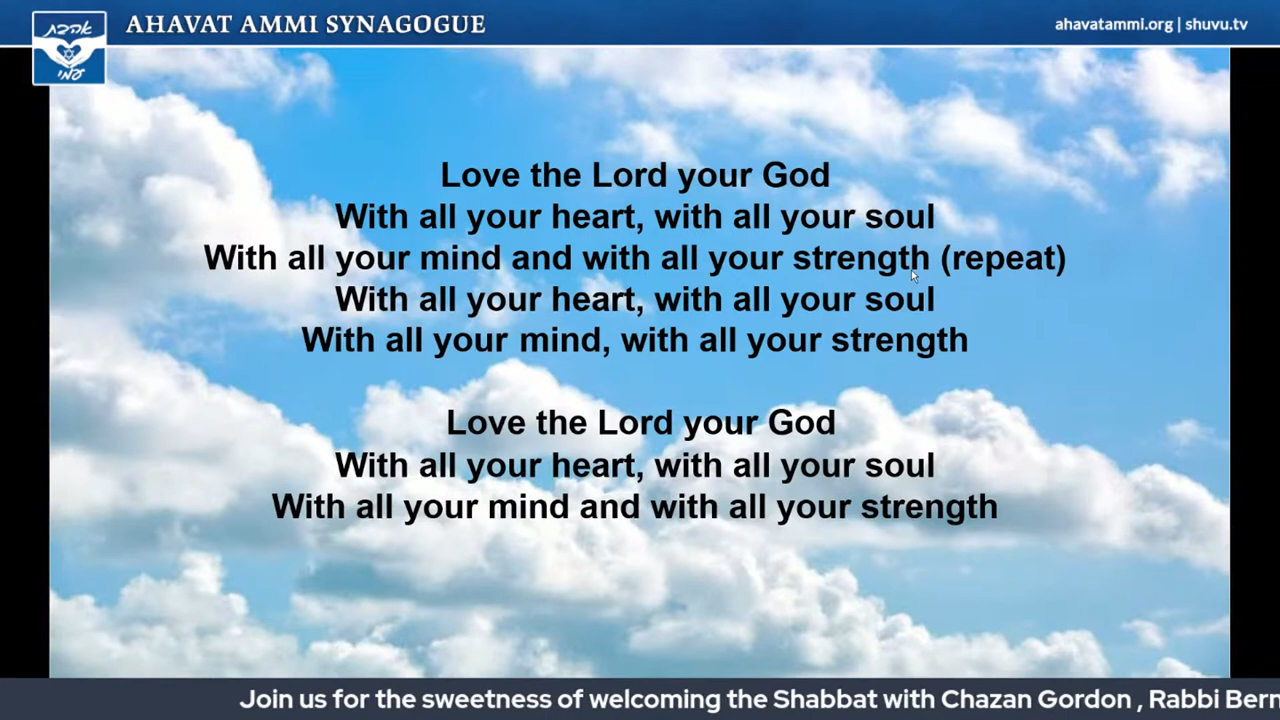 אהבת
עמי
AHAVAT AMMI SYNAGOGUE
ahavatammi.org | shuvu.tv
Love the Lord your God
With all your heart, with all your soul
With all your mind and with all your strength (repeat)
With all your heart, with all your soul
With all your mind, with all your strength
Love the Lord your God
With all your heart, with all your soul
With all your mind and with all your strength
Join us for the sweetness of welcoming the Shabbat with Chazan Gordon , Rabbi Bern